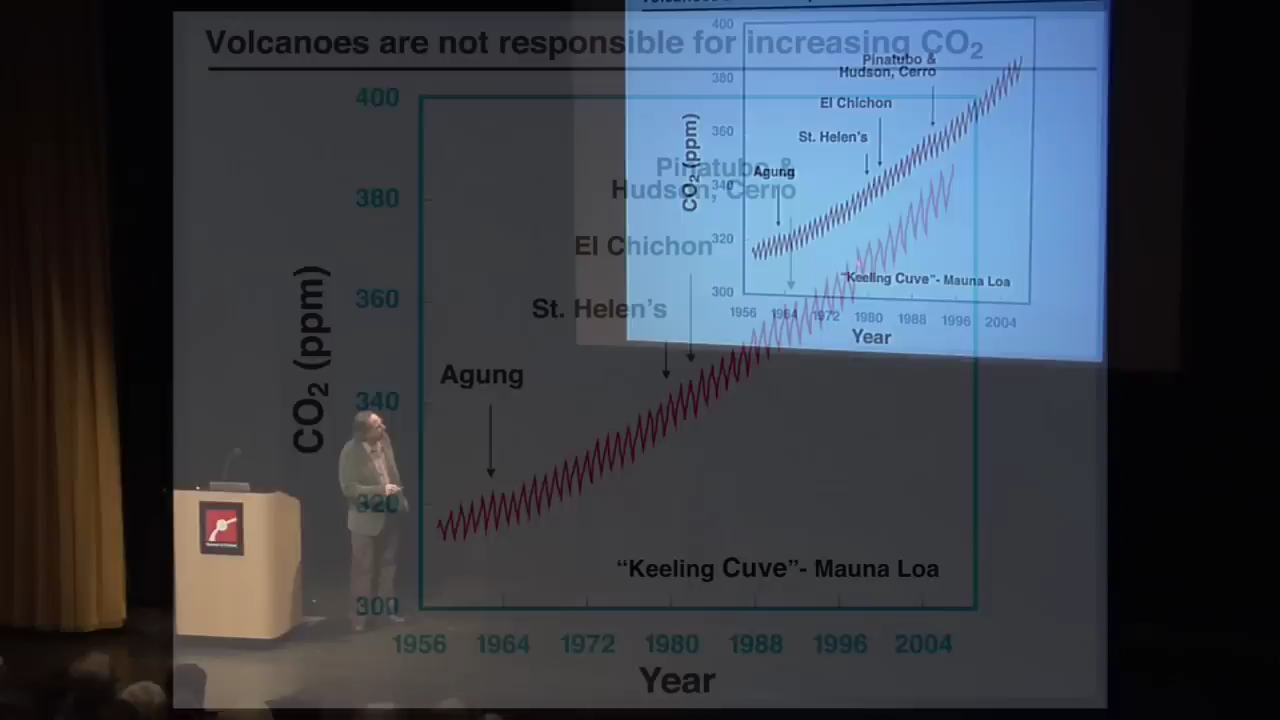 Volcanoes are not responsible for increasing CO2
400
380
360
340
320
300
CO2 (ppm)
Pinatubo &
Hudson, Cerro
El Chichon
St. Helen's
Agung
“Keeling Cuve”- Mauna Loa
1956 1964 1972 1980 1988 1996 2004
Year
400
380
360
340
320
300
CO2 (ppm)
Pinatubo &
Hudson, Cerro
El Chichon
St. Helen's
Agung
“Keeling Cuve”- Mauna Loa
1956 1964 1972 1980 1988 1996 2004
Year